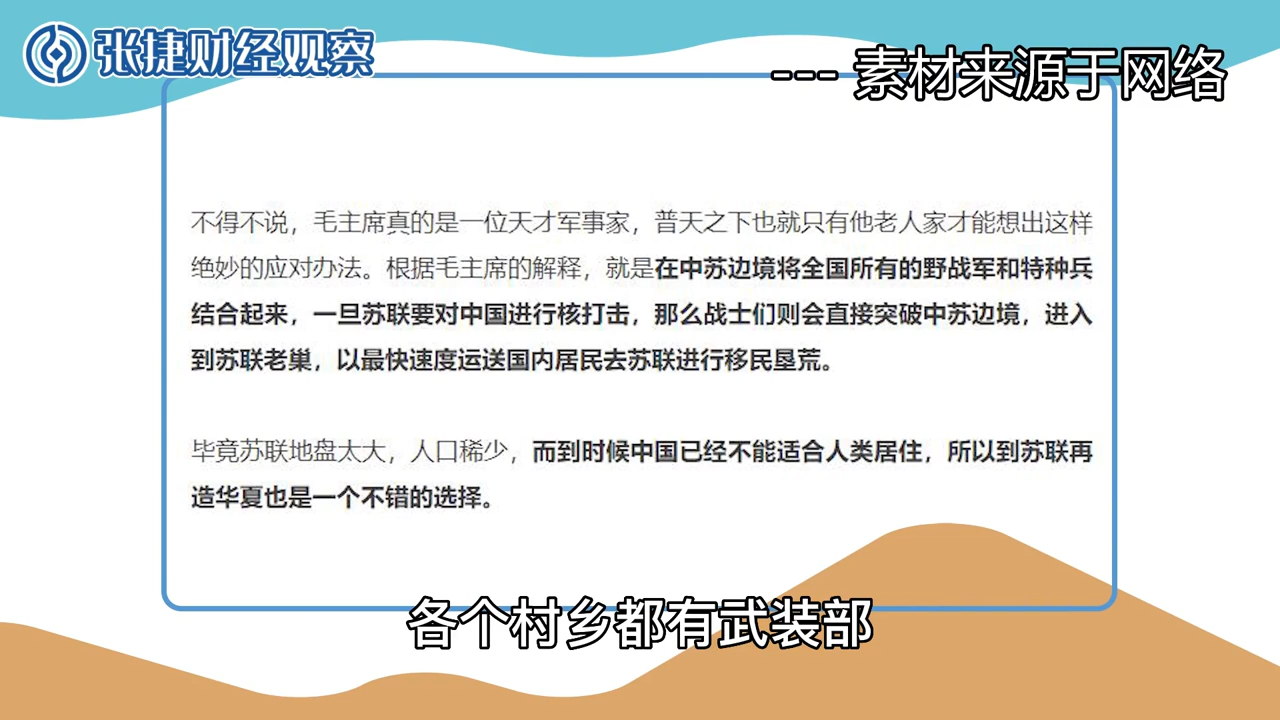 张捷财经观察
--- 素材来源于网络
不得不说，毛主席真的是一位天才军事家，普天之下也就只有他老人家才能想出这样
绝妙的应对办法。根据毛主席的解释，就是在中苏边境将全国所有的野战军和特种兵
结合起来，一旦苏联要对中国进行核打击，那么战士们则会直接突破中苏边境，进入
到苏联老巢，以最快速度运送国内居民去苏联进行移民垦荒。
毕竟苏联地盘太大，人口稀少，而到时候中国已经不能适合人类居住，所以到苏联再
造华夏也是一个不错的选择。
各个村乡都有武装部